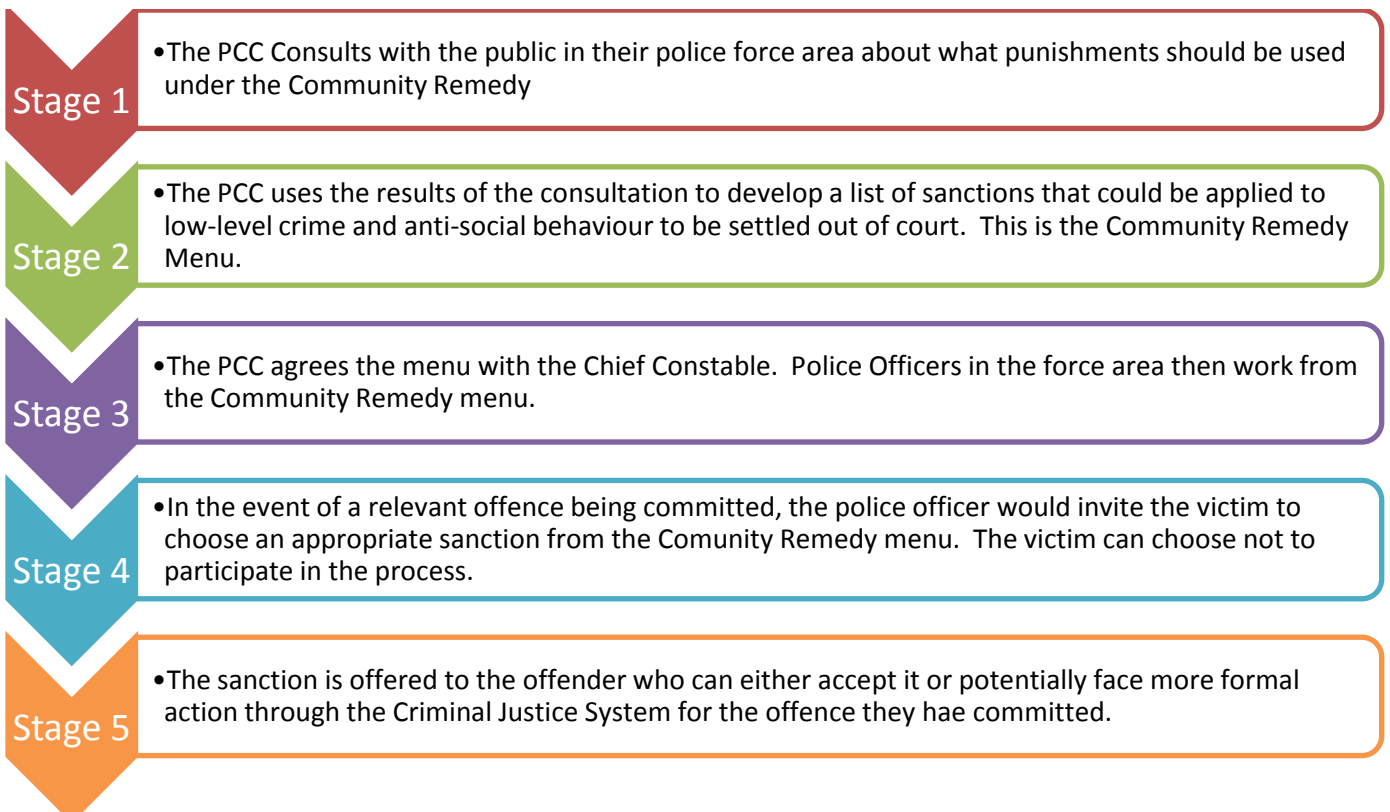 Stage 1
•The PCC Consults with the public in their police force area about what punishments should be used
under the Community Remedy
Stage 2
•The PCC uses the results of the consultation to develop a list of sanctions that could be applied to
low-level crime and anti-social behaviour to be settled out of court.  This is the Community Remedy
Menu.
Stage 3
•The PCC agrees the menu with the Chief Constable.  Police Officers in the force area then work from
the Community Remedy menu.
Stage 4
•In the event of a relevant offence being committed, the police officer would invite the victim to
choose an appropriate sanction from the Comunity Remedy menu.  The victim can choose not to
participate in the process.
Stage 5
•The sanction is offered to the offender who can either accept it or potentially face more formal
action through the Criminal Justice System for the offence they hae committed.